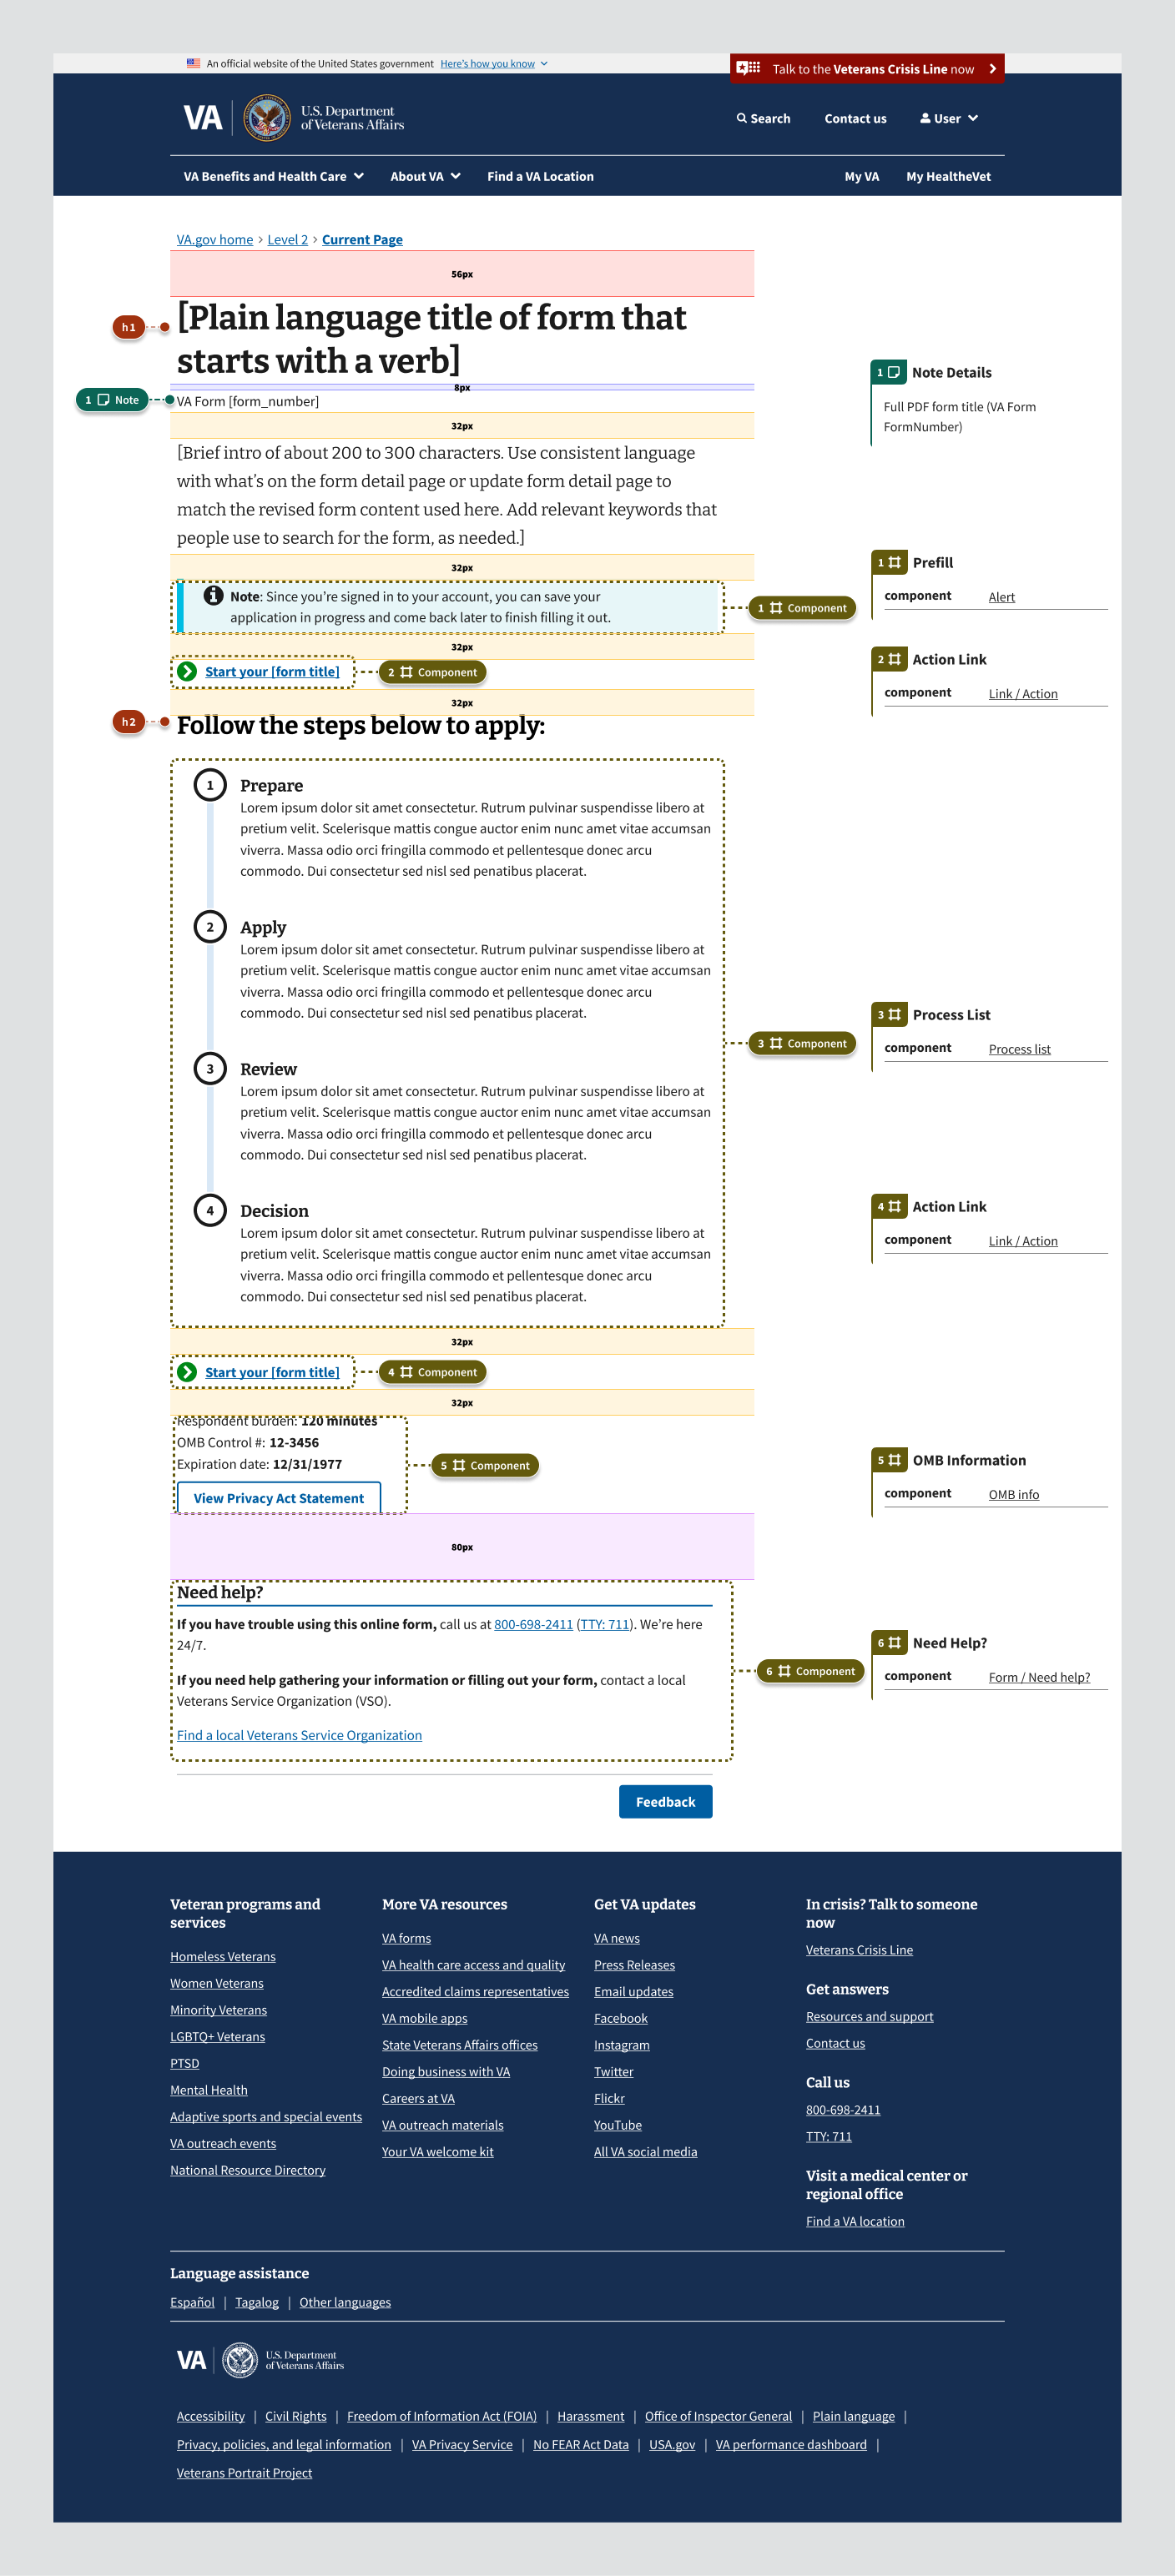 An official website of the United States government Here's how you know
Talk to the Veterans Crisis Line now
VA
U.S. Department
of Veterans Affairs
Search Contact us User
VA Benefits and Health Care About VA Find a VA Location My VA My HealtheVet
VA.gov home > Level 2 > Current Page
56px
h1
[Plain language title of form that
starts with a verb]
8px
1 Note
VA Form [form_number]
1 Note Details
Full PDF form title (VA Form
FormNumber)
32px
[Brief intro of about 200 to 300 characters. Use consistent language
with what's on the form detail page or update form detail page to
match the revised form content used here. Add relevant keywords that
people use to search for the form, as needed.]
32px
Note: Since you're signed in to your account, you can save your
application in progress and come back later to finish filling it out.
1 Component
1 Prefill
component Alert
32px
Start your [form title]
2 Component
2 Action Link
component Link / Action
32px
h2
Follow the steps below to apply:
1
Prepare
Lorem ipsum dolor sit amet consectetur. Rutrum pulvinar suspendisse libero at
pretium velit. Scelerisque mattis congue auctor enim nunc amet vitae accumsan
viverra. Massa odio orci fringilla commodo et pellentesque donec arcu
commodo. Dui consectetur sed nisl sed penatibus placerat.
2
Apply
Lorem ipsum dolor sit amet consectetur. Rutrum pulvinar suspendisse libero at
pretium velit. Scelerisque mattis congue auctor enim nunc amet vitae accumsan
viverra. Massa odio orci fringilla commodo et pellentesque donec arcu
commodo. Dui consectetur sed nisl sed penatibus placerat.
3 Component
3 Process List
component Process list
3
Review
Lorem ipsum dolor sit amet consectetur. Rutrum pulvinar suspendisse libero at
pretium velit. Scelerisque mattis congue auctor enim nunc amet vitae accumsan
viverra. Massa odio orci fringilla commodo et pellentesque donec arcu
commodo. Dui consectetur sed nisl sed penatibus placerat.
4
Decision
Lorem ipsum dolor sit amet consectetur. Rutrum pulvinar suspendisse libero at
pretium velit. Scelerisque mattis congue auctor enim nunc amet vitae accumsan
viverra. Massa odio orci fringilla commodo et pellentesque donec arcu
commodo. Dui consectetur sed nisl sed penatibus placerat.
4 Action Link
component Link / Action
32px
Start your [form title]
4 Component
32px
Respondent burden: 120 minutes
OMB Control #: 12-3456
Expiration date: 12/31/1977
View Privacy Act Statement
5 Component
5 OMB Information
component OMB info
80px
Need help?
If you have trouble using this online form, call us at 800-698-2411 (TTY: 711). We're here
24/7.
If you need help gathering your information or filling out your form, contact a local
Veterans Service Organization (VSO).
Find a local Veterans Service Organization
6 Component
6 Need Help?
component Form / Need help?
Feedback
Veteran programs and
services
Homeless Veterans
Women Veterans
Minority Veterans
LGBTQ+ Veterans
PTSD
Mental Health
Adaptive sports and special events
VA outreach events
National Resource Directory
More VA resources
VA forms
VA health care access and quality
Accredited claims representatives
VA mobile apps
State Veterans Affairs offices
Doing business with VA
Careers at VA
VA outreach materials
Your VA welcome kit
Get VA updates
VA news
Press Releases
Email updates
Facebook
Instagram
Twitter
Flickr
YouTube
All VA social media
In crisis? Talk to someone
now
Veterans Crisis Line
Get answers
Resources and support
Contact us
Call us
800-698-2411
TTY: 711
Visit a medical center or
regional office
Find a VA location
Language assistance
Español | Tagalog | Other languages
VA
U.S. Department
of Veterans Affairs
Accessibility | Civil Rights | Freedom of Information Act (FOIA) | Harassment | Office of Inspector General | Plain language |
Privacy, policies, and legal information | VA Privacy Service | No FEAR Act Data | USA.gov | VA performance dashboard |
Veterans Portrait Project